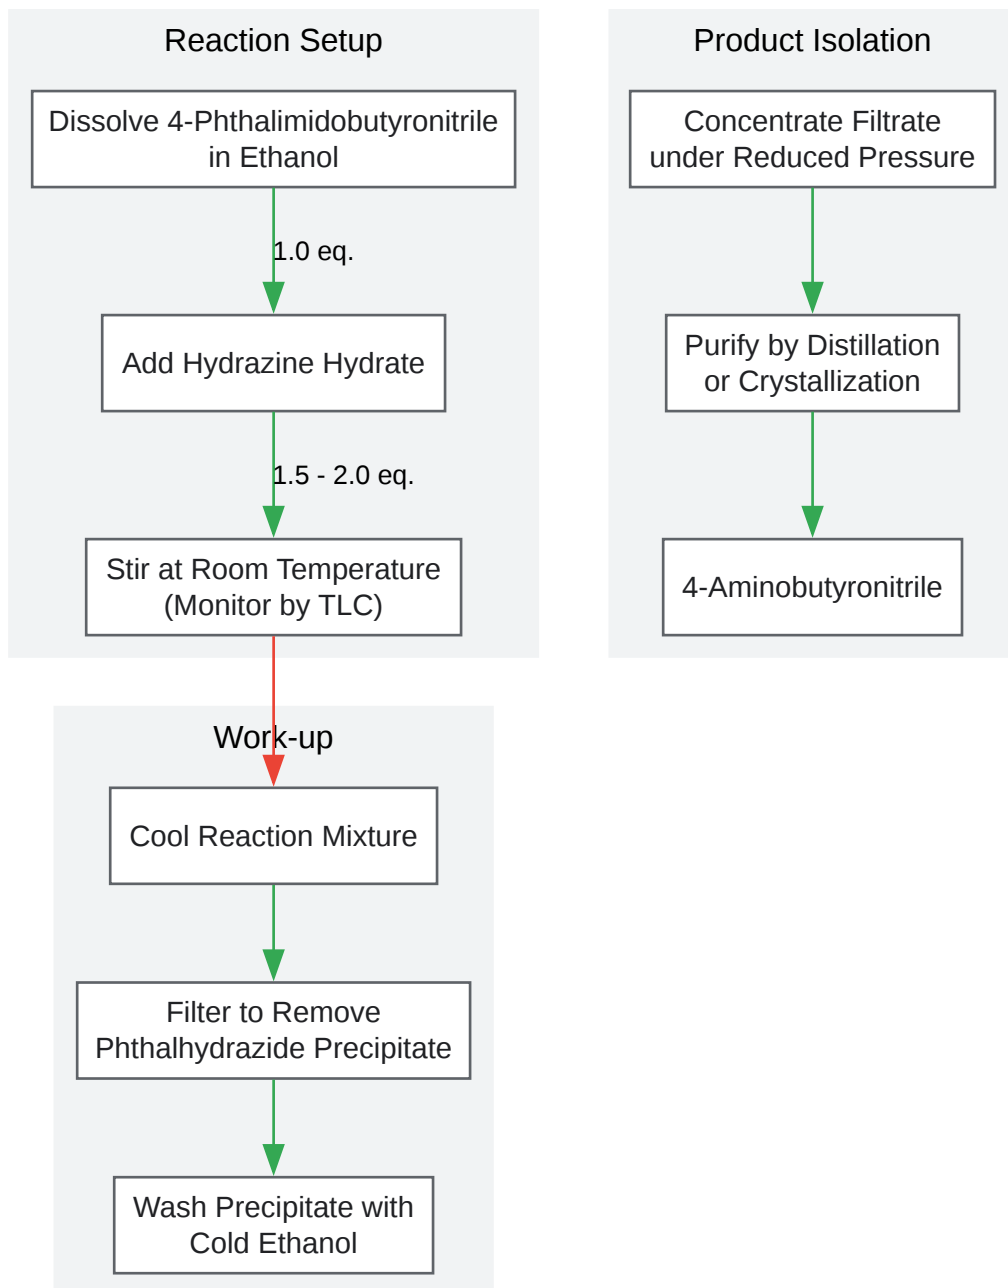 Reaction Setup
Dissolve 4-Phthalimidobutyronitrile
in Ethanol
1.0 eq.
Add Hydrazine Hydrate
1.5 - 2.0 eq.
Stir at Room Temperature
(Monitor by TLC)
Work-up
Cool Reaction Mixture
Filter to Remove
Phthalhydrazide Precipitate
Wash Precipitate with
Cold Ethanol
Product Isolation
Concentrate Filtrate
under Reduced Pressure
Purify by Distillation
or Crystallization
4-Aminobutyronitrile